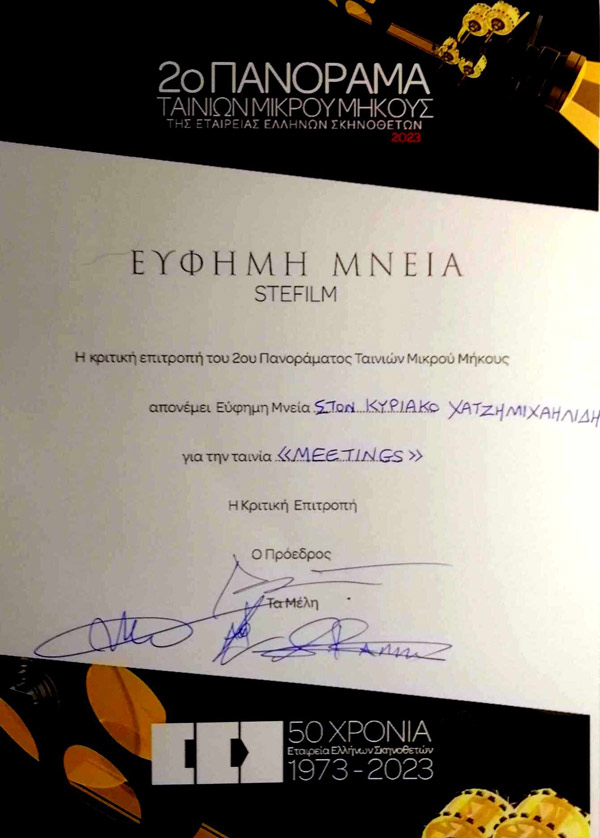 2ο ΠΑΝΟΡΑΜΑ
ΤΑΙΝΙΩΝ ΜΙΚΡΟΥ ΜΗΚΟΥΣ
ΤΗΣ ΕΤΑΙΡΕΙΑΣ ΕΛΛΗΝΩΝ ΣΚΗΝΟΘΕΤΩΝ
2023
ΕΥΦΗΜΗ ΜΝΕΙΑ
STEFILM
Η κριτική επιτροπή του 2ου Πανοράματος Ταινιών Μικρού Μήκους
απονέμει Εύφημη Μνεία ΣΤΟΝ ΚΥΡΙΑΚΟ ΧΑΤΖΗΜΙΧΑΗΛΙΔΗ
για την ταινία «MEETINGS»
Η Κριτική Επιτροπή
Ο Πρόεδρος
Τα Μέλη
50 ΧΡΟΝΙΑ
Εταιρεία Ελλήνων Σκηνοθετών
1973 - 2023